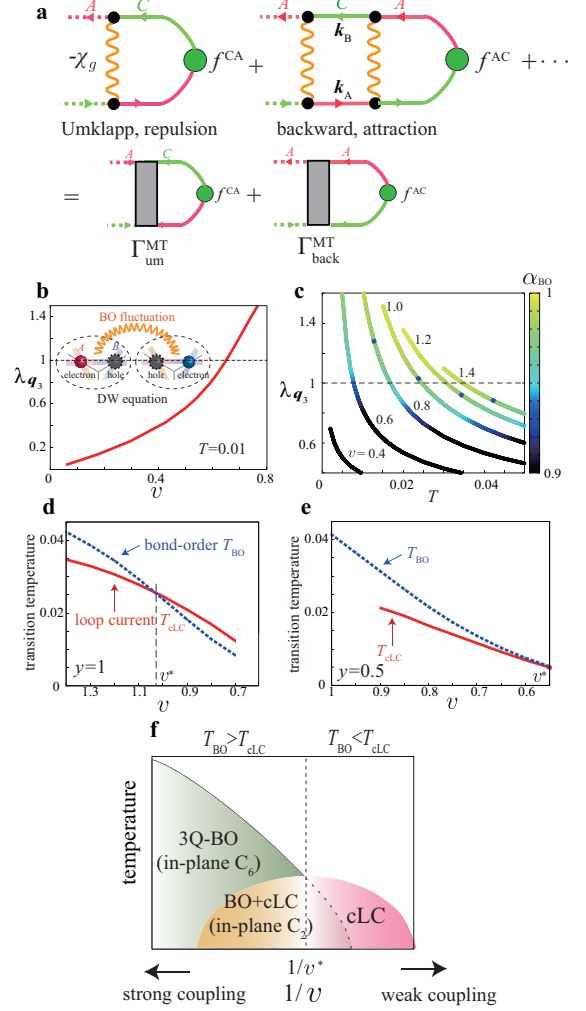 a
A C A C A
-χg f^CA + k_B k_A f^AC + ···
Umklapp, repulsion backward, attraction
= A C f^CA + A A f^AC
Γ^MT_um Γ^MT_back
b
BO fluctuation
A B
electron hole hole electron
DW equation
T=0.01
λq₃
1.4
1
0.8
0.6
0.2
0 0.4 0.8
v
c
α_BO
1
0.9
1.0
1.2
1.4
0.8
0.6
v=0.4
λq₃
1.4
1
0.6
0.02 0.04
T
d
transition temperature
0.04
0.02
0
bond-order T_BO
loop current T_cLC
y=1
v*
1.3 1.1 0.9 0.7
v
e
transition temperature
0.04
0.02
0
T_BO
T_cLC
y=0.5
v*
1 0.9 0.8 0.7 0.6
v
f
T_BO>T_cLC T_BO<T_cLC
temperature
3Q-BO
(in-plane C₆)
BO+cLC
(in-plane C₂)
cLC
1/v*
strong coupling 1/v weak coupling